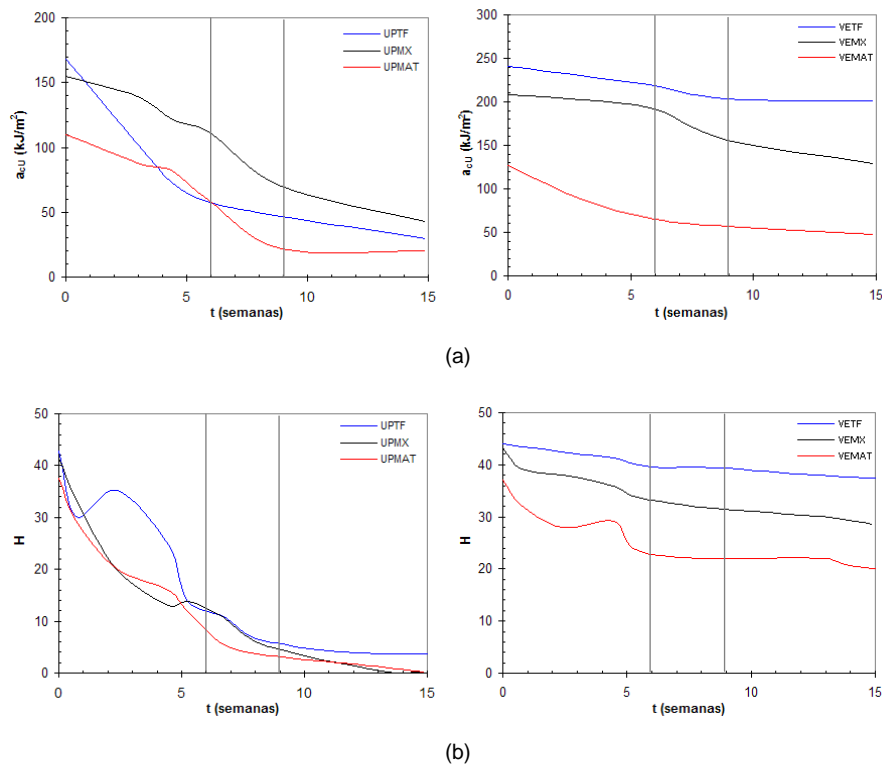 200
150
100
50
0
a_cU (kJ/m²)
0 5 10 15
t (semanas)
UPTF
UPMX
UPMAT
300
250
200
150
100
50
0
a_cU (kJ/m²)
0 5 10 15
t (semanas)
VETF
VEMX
VEMAT
(a)
50
40
30
20
10
0
H
0 5 10 15
t (semanas)
UPTF
UPMX
UPMAT
50
40
30
20
10
0
H
0 5 10 15
t (semanas)
VETF
VEMX
VEMAT
(b)